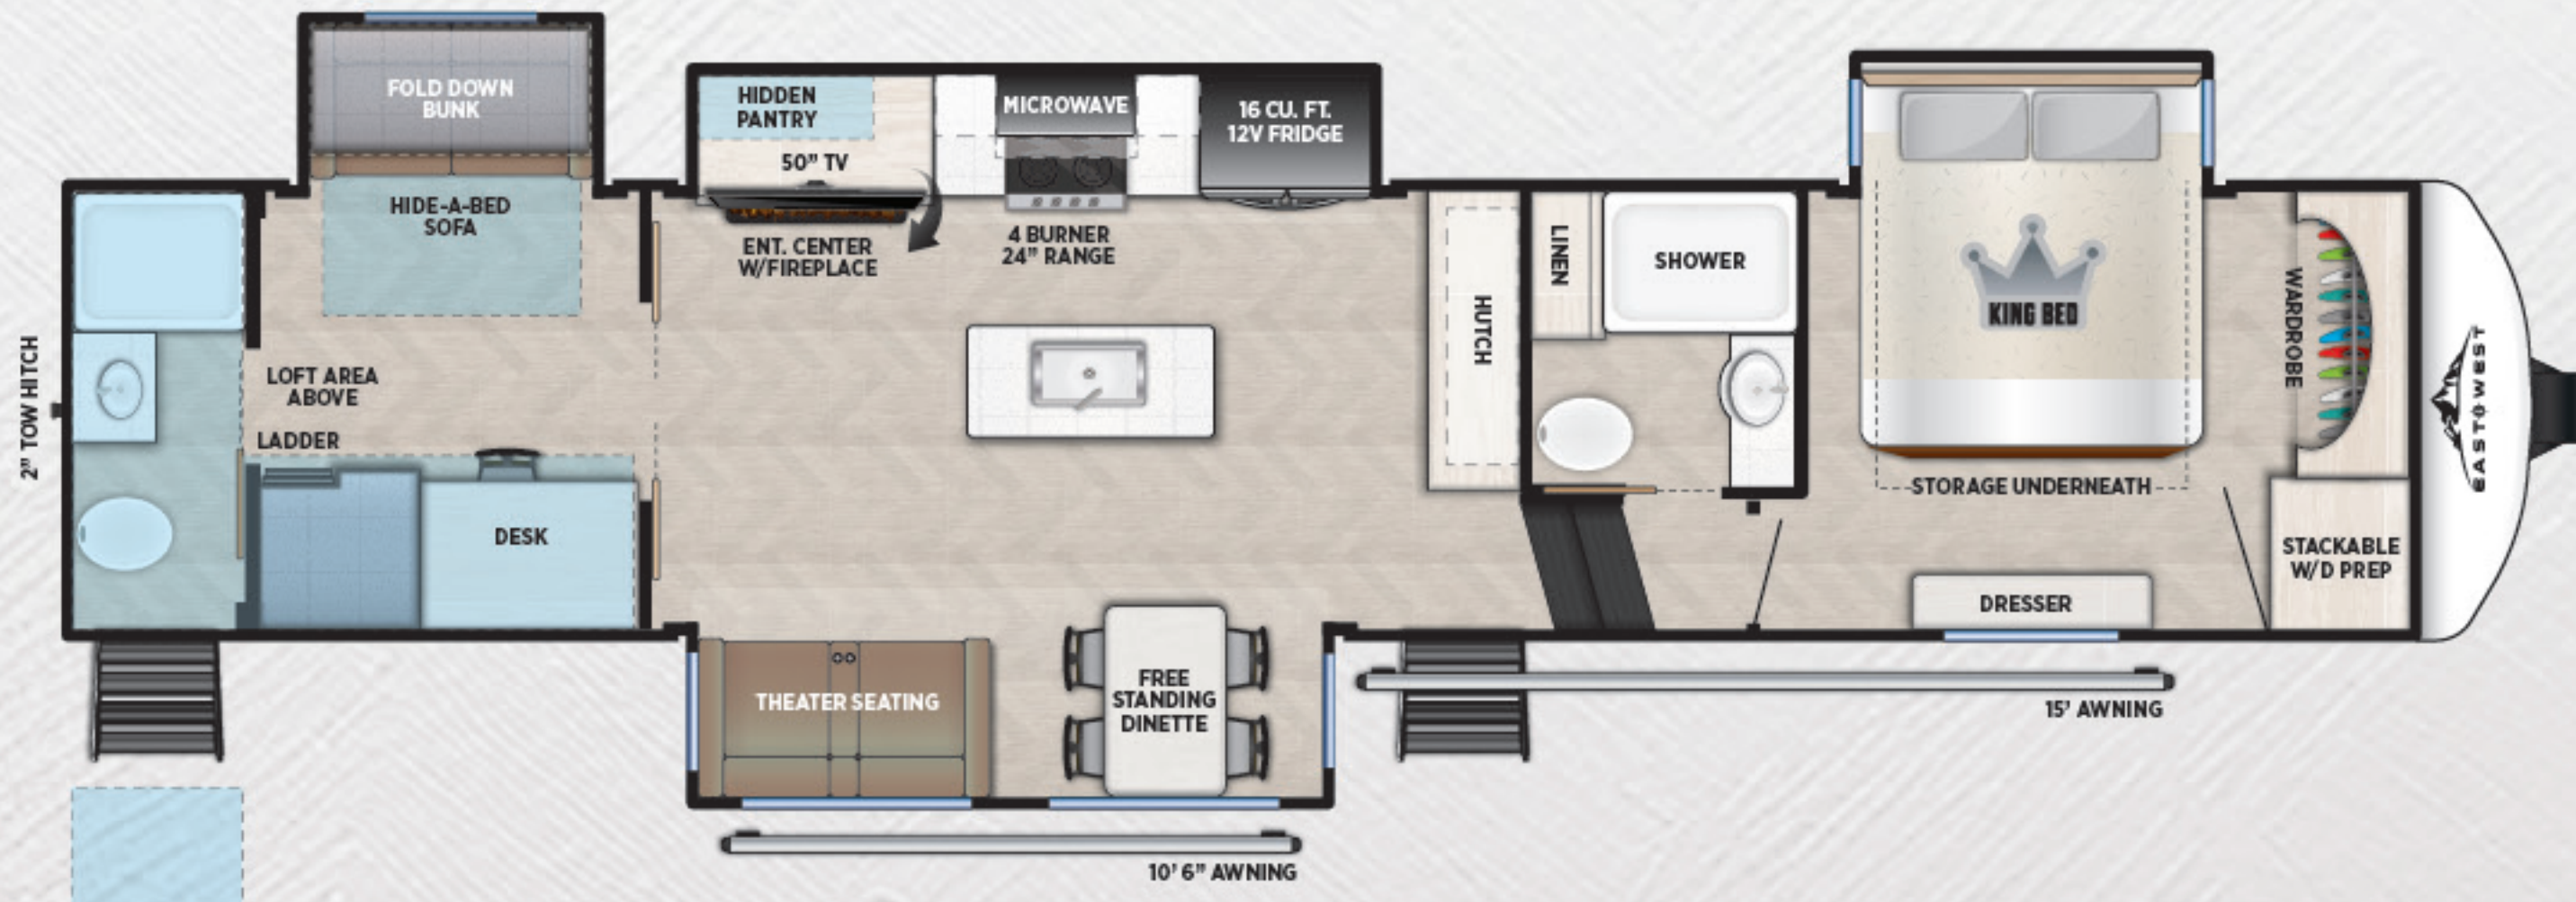 FOLD DOWN
BUNK
HIDE-A-BED
SOFA
HIDDEN
PANTRY
50” TV
ENT. CENTER
W/FIREPLACE
MICROWAVE
4 BURNER
24” RANGE
16 CU. FT.
12V FRIDGE
HUTCH
LINEN
SHOWER
KING BED
STORAGE UNDERNEATH
WARDROBE
STACKABLE
W/D PREP
DRESSER
EAST WEST
2” TOW HITCH
LOFT AREA
ABOVE
LADDER
DESK
THEATER SEATING
FREE
STANDING
DINETTE
15’ AWNING
10’ 6” AWNING